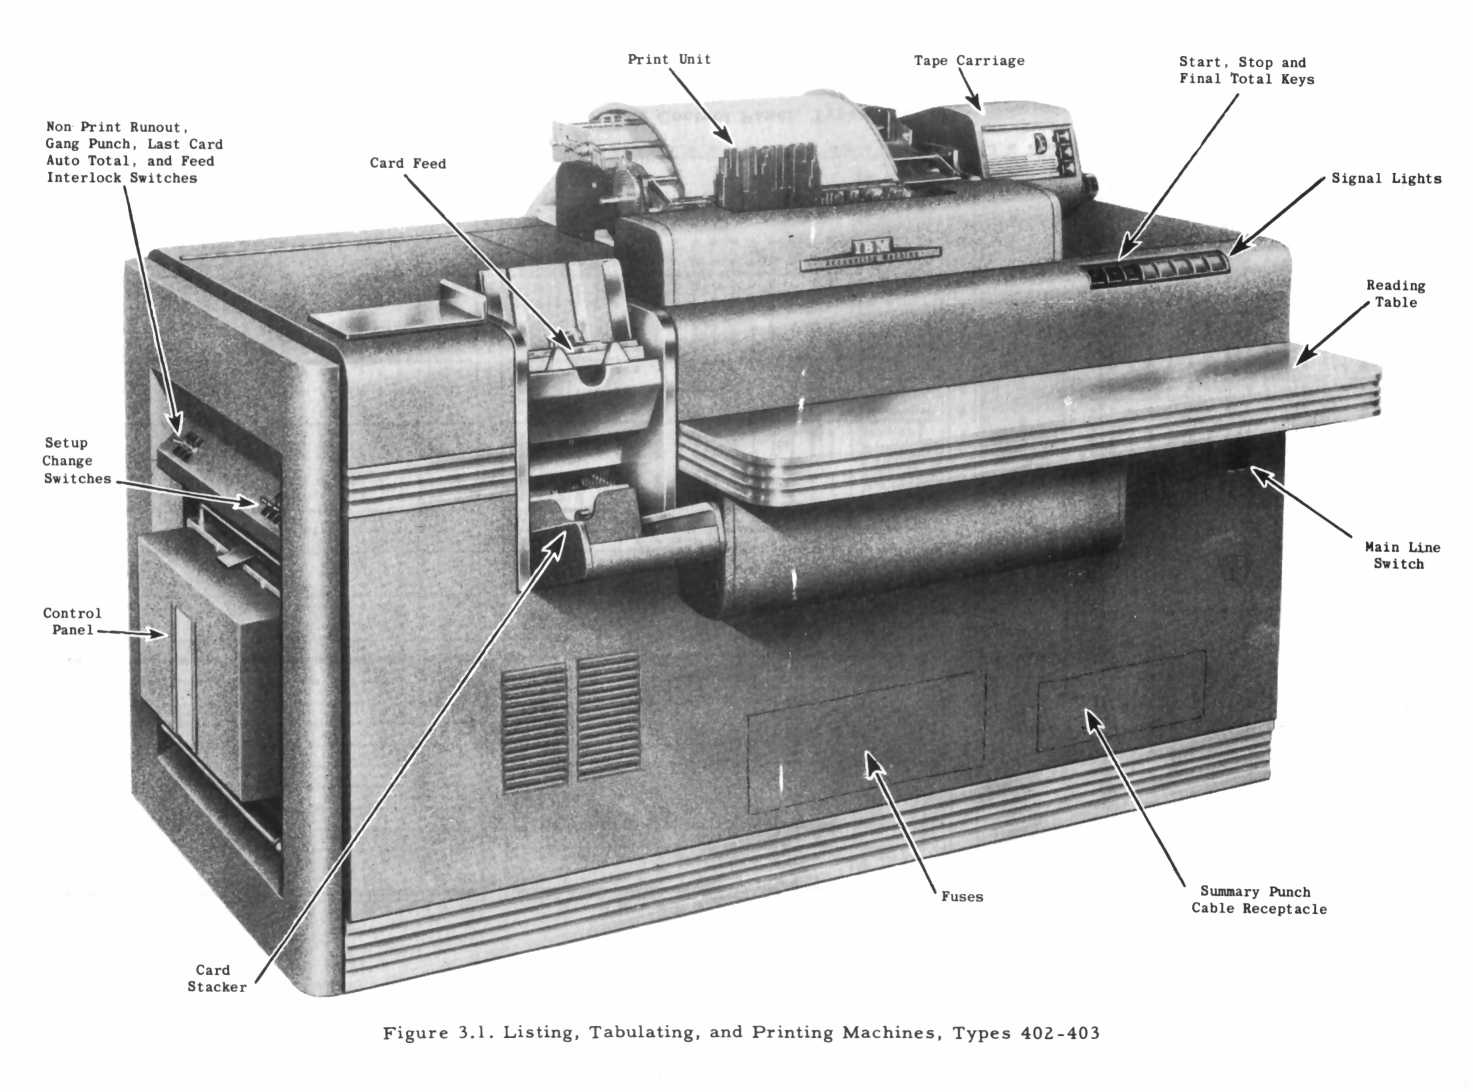 Print Unit
Tape Carriage
Start, Stop and
Final Total Keys
Non Print Runout,
Gang Punch, Last Card
Auto Total, and Feed
Interlock Switches
Card Feed
Signal Lights
IBM
Accounting Machine
Reading
Table
Setup
Change
Switches
Main Line
Switch
Control
Panel
Fuses
Summary Punch
Cable Receptacle
Card
Stacker
Figure 3.1. Listing, Tabulating, and Printing Machines, Types 402-403